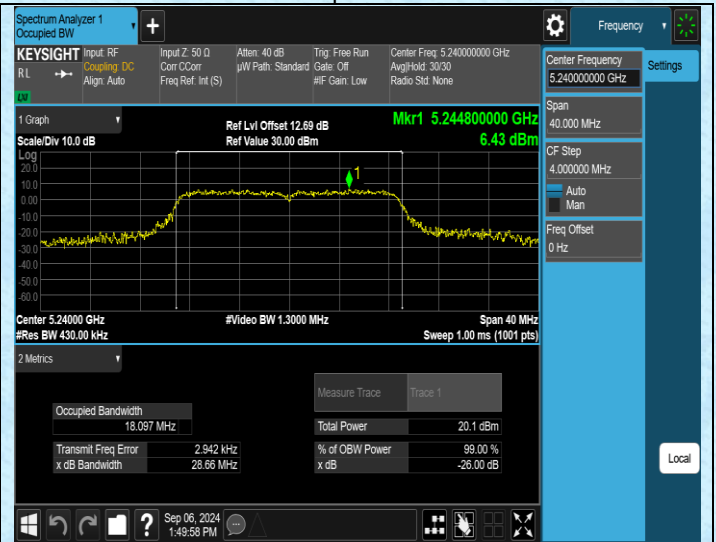 Spectrum Analyzer 1
Occupied BW
Frequency
KEYSIGHT
RL
Input: RF
Coupling: DC
Align: Auto
Input Z: 50 Ω
Corr CCorr
Freq Ref: Int (S)
Atten: 40 dB
µW Path: Standard
Trig: Free Run
Gate: Off
#IF Gain: Low
Center Freq: 5.240000000 GHz
Avg|Hold: 30/30
Radio Std: None
LXI
Center Frequency
5.240000000 GHz
Settings
Span
40.000 MHz
CF Step
4.000000 MHz
Auto
Man
Freq Offset
0 Hz
Local
1 Graph
Scale/Div 10.0 dB
Ref Lvl Offset 12.69 dB
Ref Value 30.00 dBm
Mkr1 5.244800000 GHz
6.43 dBm
Log
20.0
10.0
0.00
-10.0
-20.0
-30.0
-40.0
-50.0
-60.0
1
Center 5.24000 GHz
#Res BW 430.00 kHz
#Video BW 1.3000 MHz
Span 40 MHz
Sweep 1.00 ms (1001 pts)
2 Metrics
Measure Trace
Trace 1
Occupied Bandwidth
18.097 MHz
Total Power
20.1 dBm
Transmit Freq Error
2.942 kHz
% of OBW Power
99.00 %
x dB Bandwidth
28.66 MHz
x dB
-26.00 dB
?
Sep 06, 2024
1:49:58 PM